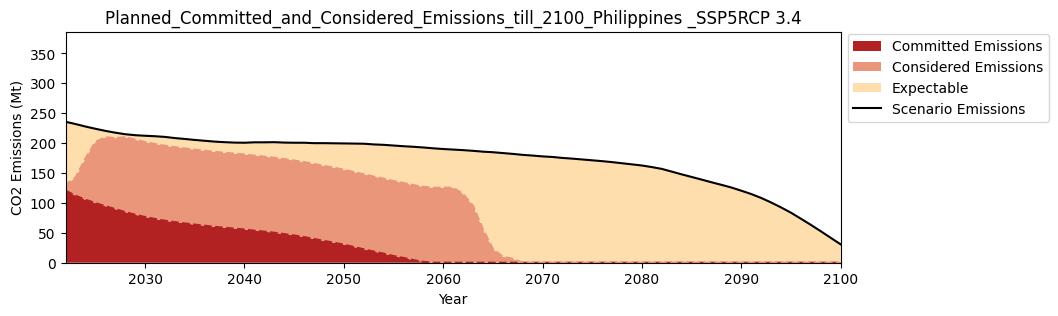 Planned_Committed_and_Considered_Emissions_till_2100_Philippines _SSP5RCP 3.4
CO2 Emissions (Mt)
350
300
250
200
150
100
50
0
2030 2040 2050 2060 2070 2080 2090 2100
Year
Committed Emissions
Considered Emissions
Expectable
Scenario Emissions